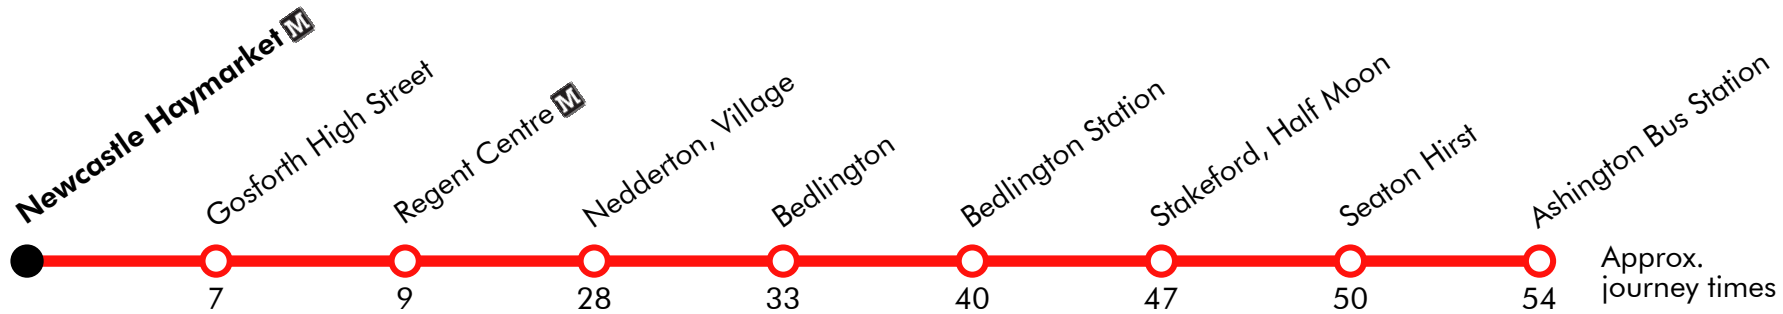 Newcastle Haymarket M
Gosforth High Street
Regent Centre M
Nedderton, Village
Bedlington
Bedlington Station
Stakeford, Half Moon
Seaton Hirst
Ashington Bus Station
7 9 28 33 40 47 50 54
Approx.
journey times